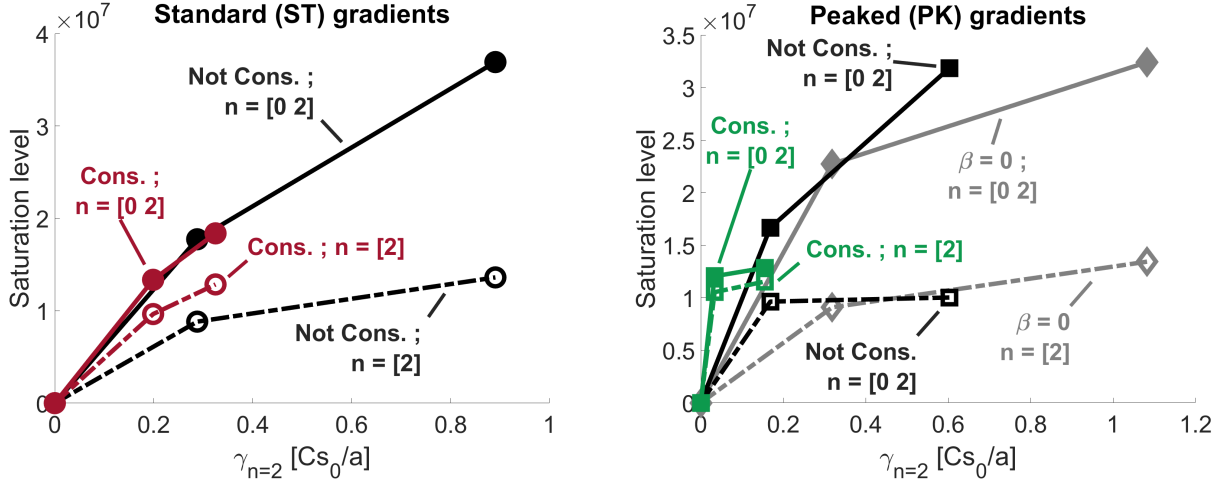 Standard (ST) gradients
×10⁷
4
3
2
1
0
Saturation level
Not Cons. ;
n = [0 2]
Cons. ;
n = [0 2]
Cons. ; n = [2]
Not Cons. ;
n = [2]
0
0.2
0.4
0.6
0.8
1
γn=2 [Cs0/a]
Peaked (PK) gradients
×10⁷
3.5
3
2.5
2
1.5
1
0.5
0
Saturation level
Not Cons. ;
n = [0 2]
Cons. ;
n = [0 2]
β = 0 ;
n = [0 2]
Cons. ; n = [2]
β = 0
n = [2]
Not Cons.
n = [0 2]
0
0.2
0.4
0.6
0.8
1
1.2
γn=2 [Cs0/a]